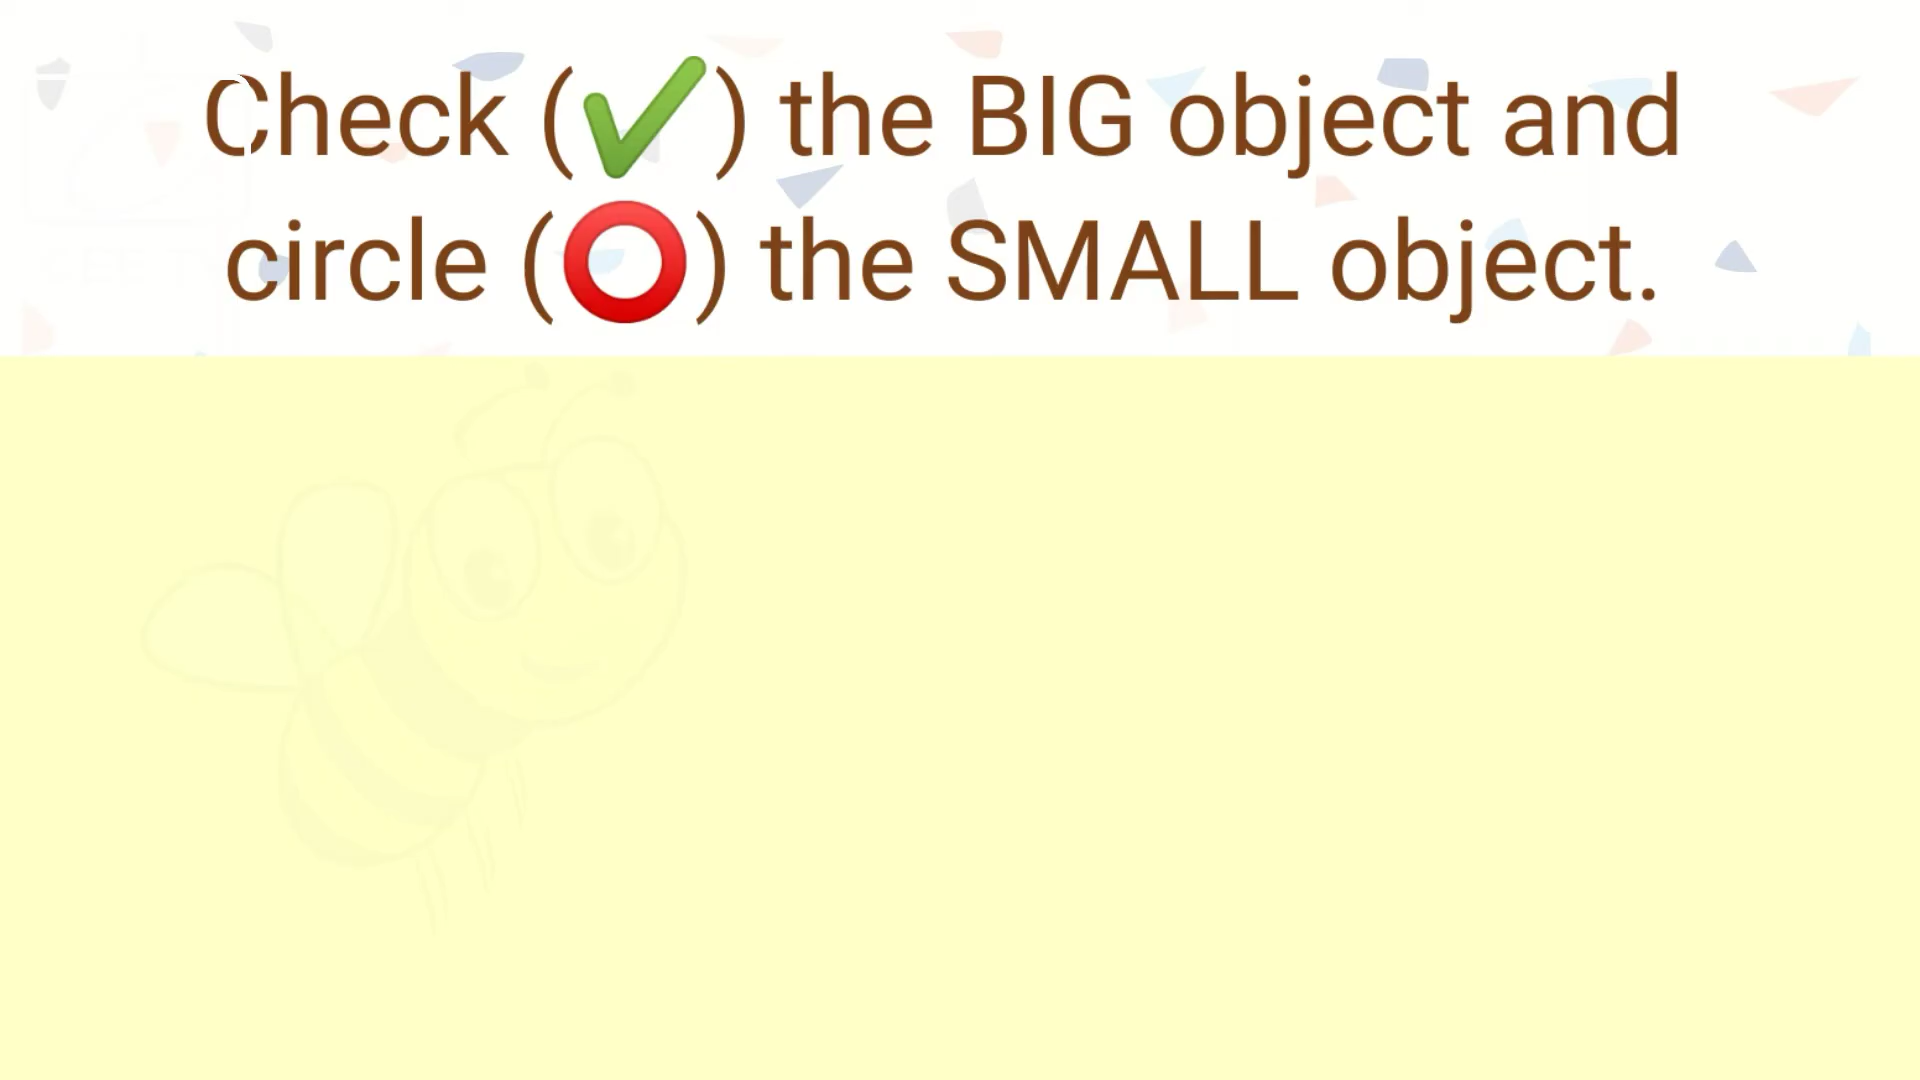 Check (✔) the BIG object and
circle (⭕) the SMALL object.